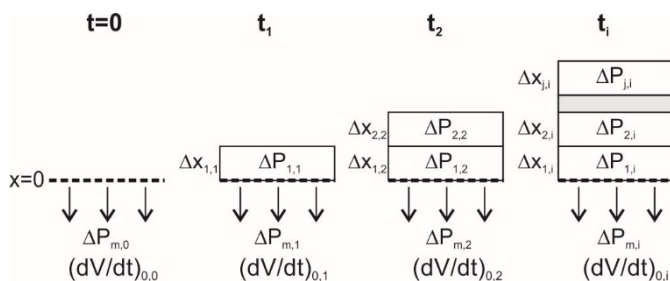 t=0 t₁ t₂ tᵢ
Δxⱼ,ᵢ ΔPⱼ,ᵢ
Δx₂,₂ ΔP₂,₂ Δx₂,ᵢ ΔP₂,ᵢ
x=0 Δx₁,₁ ΔP₁,₁ Δx₁,₂ ΔP₁,₂ Δx₁,ᵢ ΔP₁,ᵢ
ΔPₘ,₀ ΔPₘ,₁ ΔPₘ,₂ ΔPₘ,ᵢ
(dV/dt)₀,₀ (dV/dt)₀,₁ (dV/dt)₀,₂ (dV/dt)₀,ᵢ